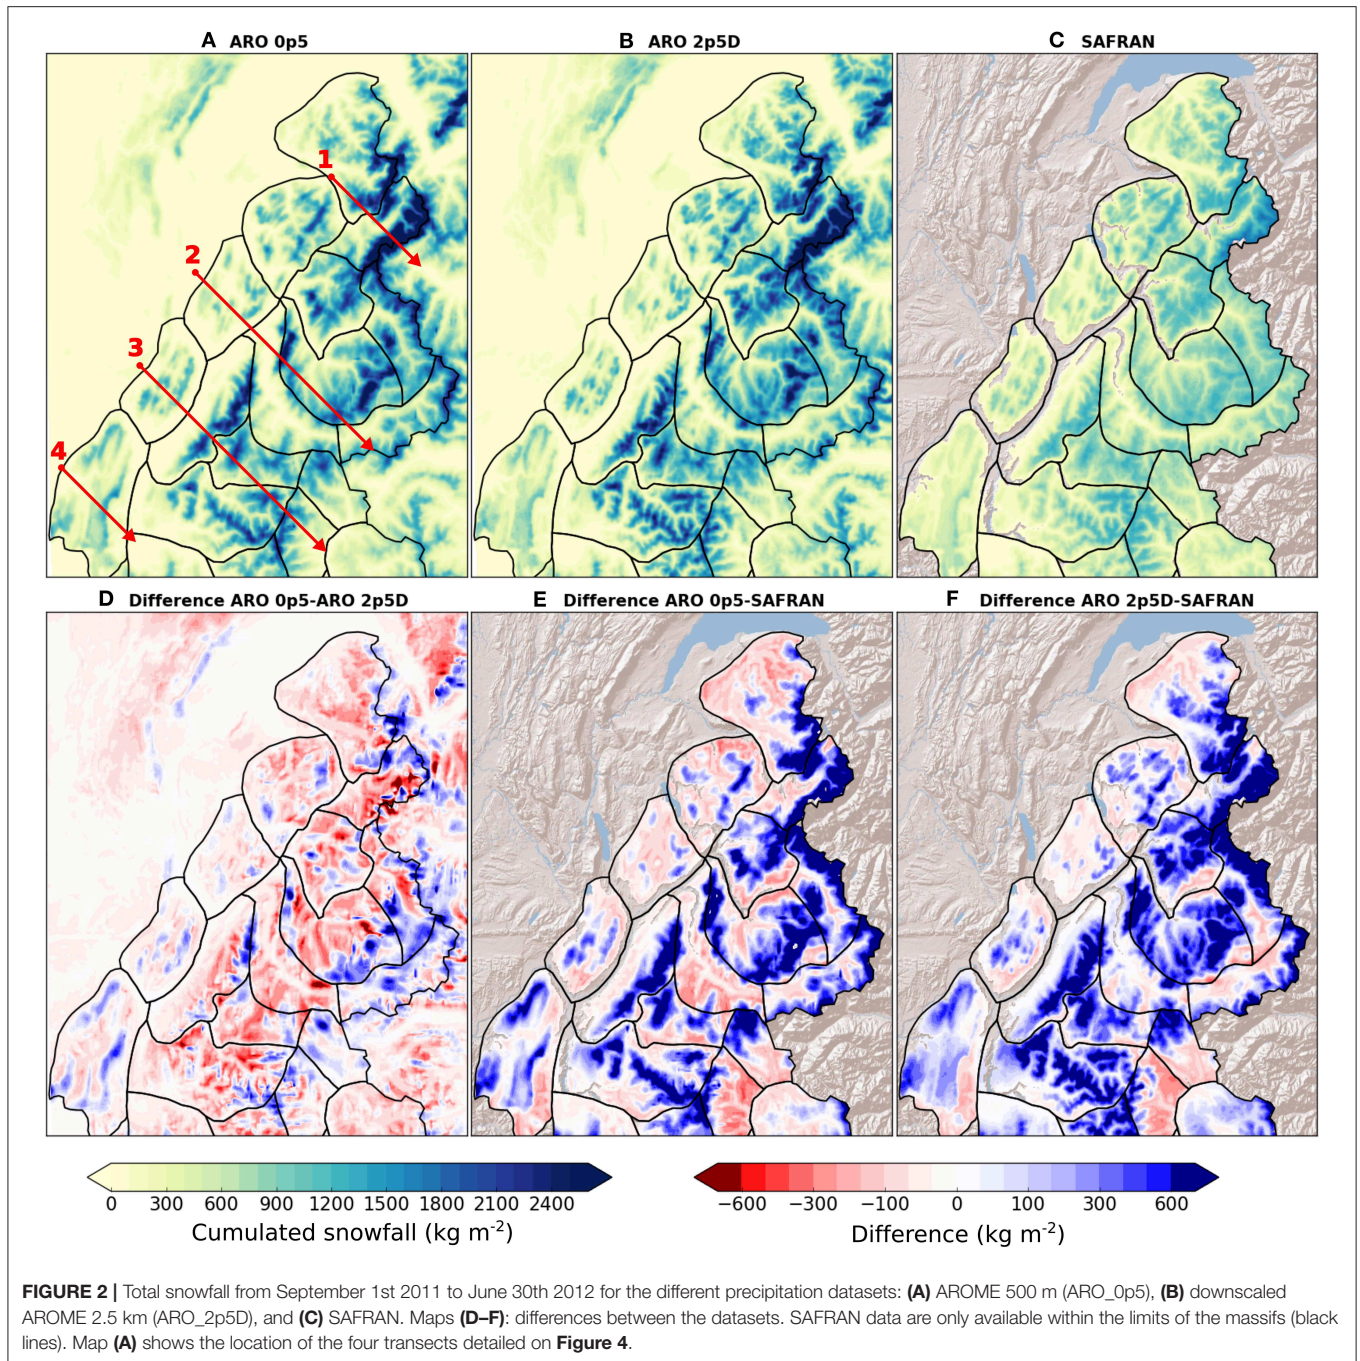 A ARO 0p5
B ARO 2p5D
C SAFRAN
1
2
3
4
D Difference ARO 0p5-ARO 2p5D
E Difference ARO 0p5-SAFRAN
F Difference ARO 2p5D-SAFRAN
0 300 600 900 1200 1500 1800 2100 2400
Cumulated snowfall (kg m-2)
−600 −300 −100 0 100 300 600
Difference (kg m-2)
FIGURE 2 | Total snowfall from September 1st 2011 to June 30th 2012 for the different precipitation datasets: (A) AROME 500 m (ARO_0p5), (B) downscaled
AROME 2.5 km (ARO_2p5D), and (C) SAFRAN. Maps (D–F): differences between the datasets. SAFRAN data are only available within the limits of the massifs (black
lines). Map (A) shows the location of the four transects detailed on Figure 4.